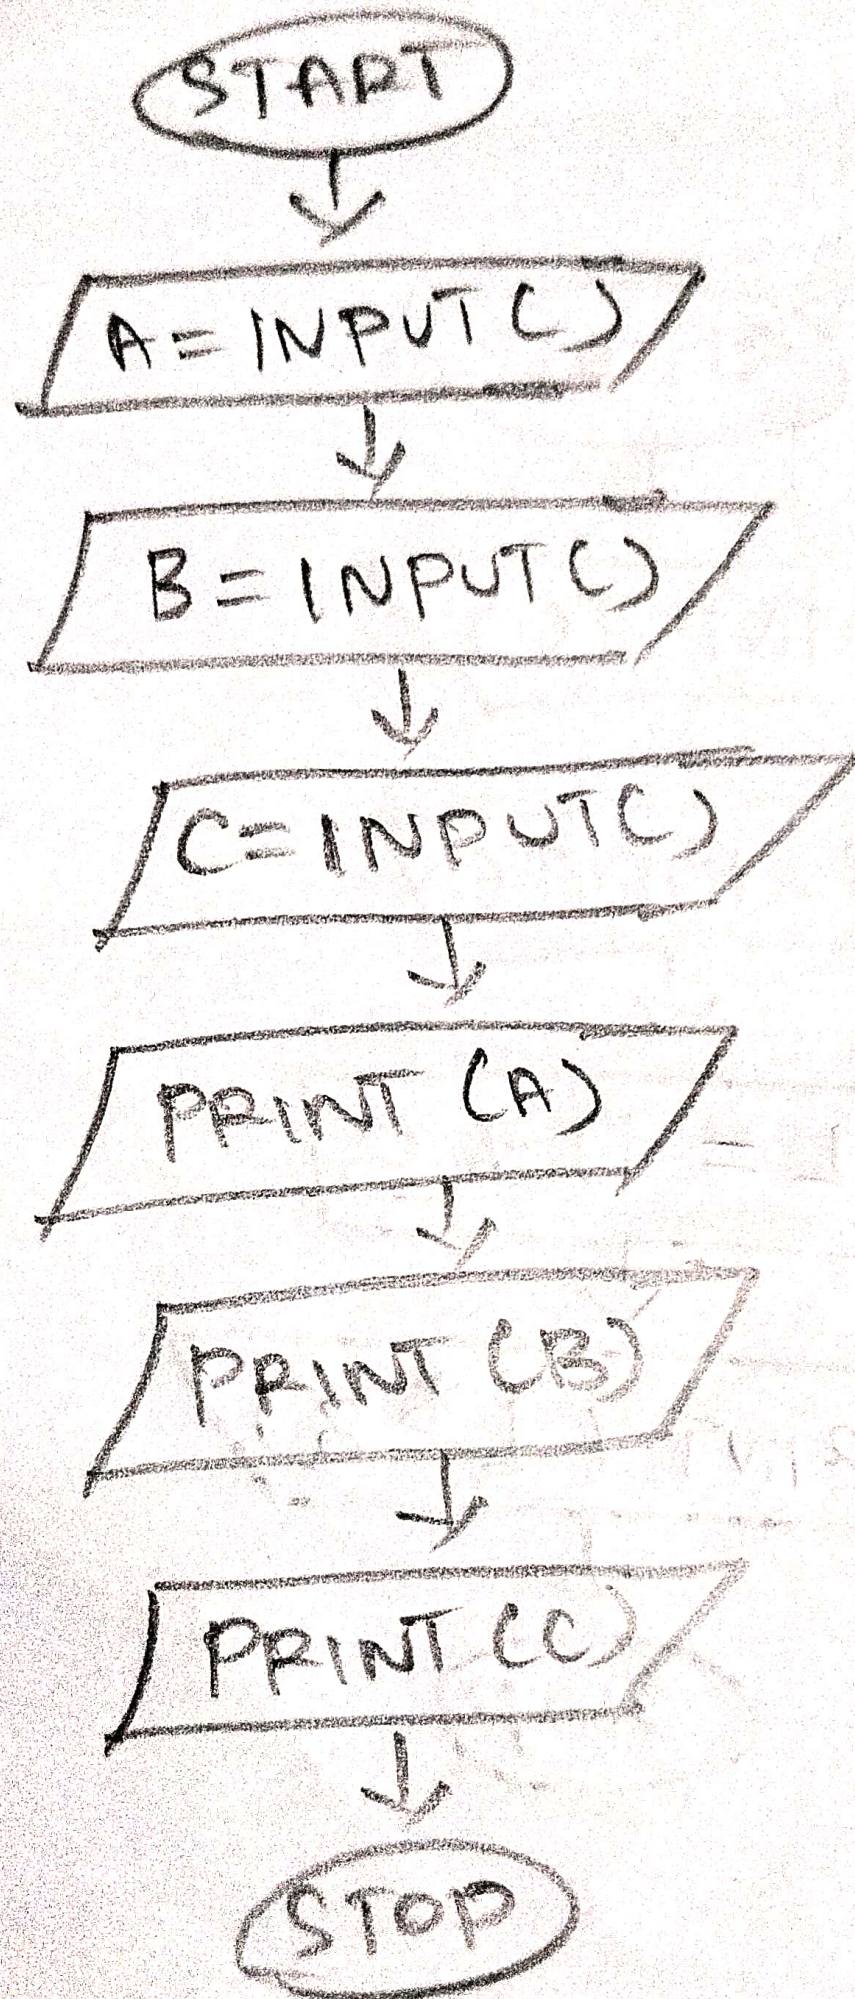 START
A=INPUT()
B=INPUT()
C=INPUT()
PRINT (A)
PRINT (B)
PRINT (C)
STOP